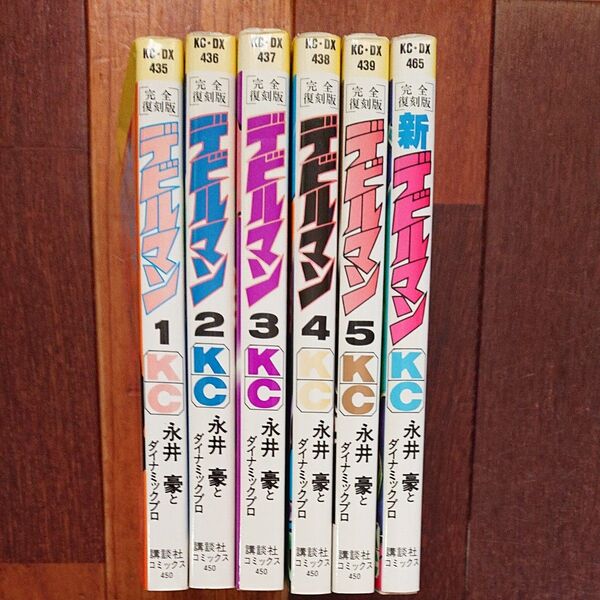 KC・DX
435
完全
復刻版
デビルマン
1
KC
永井豪と
ダイナミックプロ
講談社
コミックス
450
KC・DX
436
完全
復刻版
デビルマン
2
KC
永井豪と
ダイナミックプロ
講談社
コミックス
450
KC・DX
437
完全
復刻版
デビルマン
3
KC
永井豪と
ダイナミックプロ
講談社
コミックス
450
KC・DX
438
完全
復刻版
デビルマン
4
KC
永井豪と
ダイナミックプロ
講談社
コミックス
450
KC・DX
439
完全
復刻版
デビルマン
5
KC
永井豪と
ダイナミックプロ
講談社
コミックス
450
KC・DX
465
完全
復刻版
新デビルマン
KC
永井豪と
ダイナミックプロ
講談社
コミックス
450